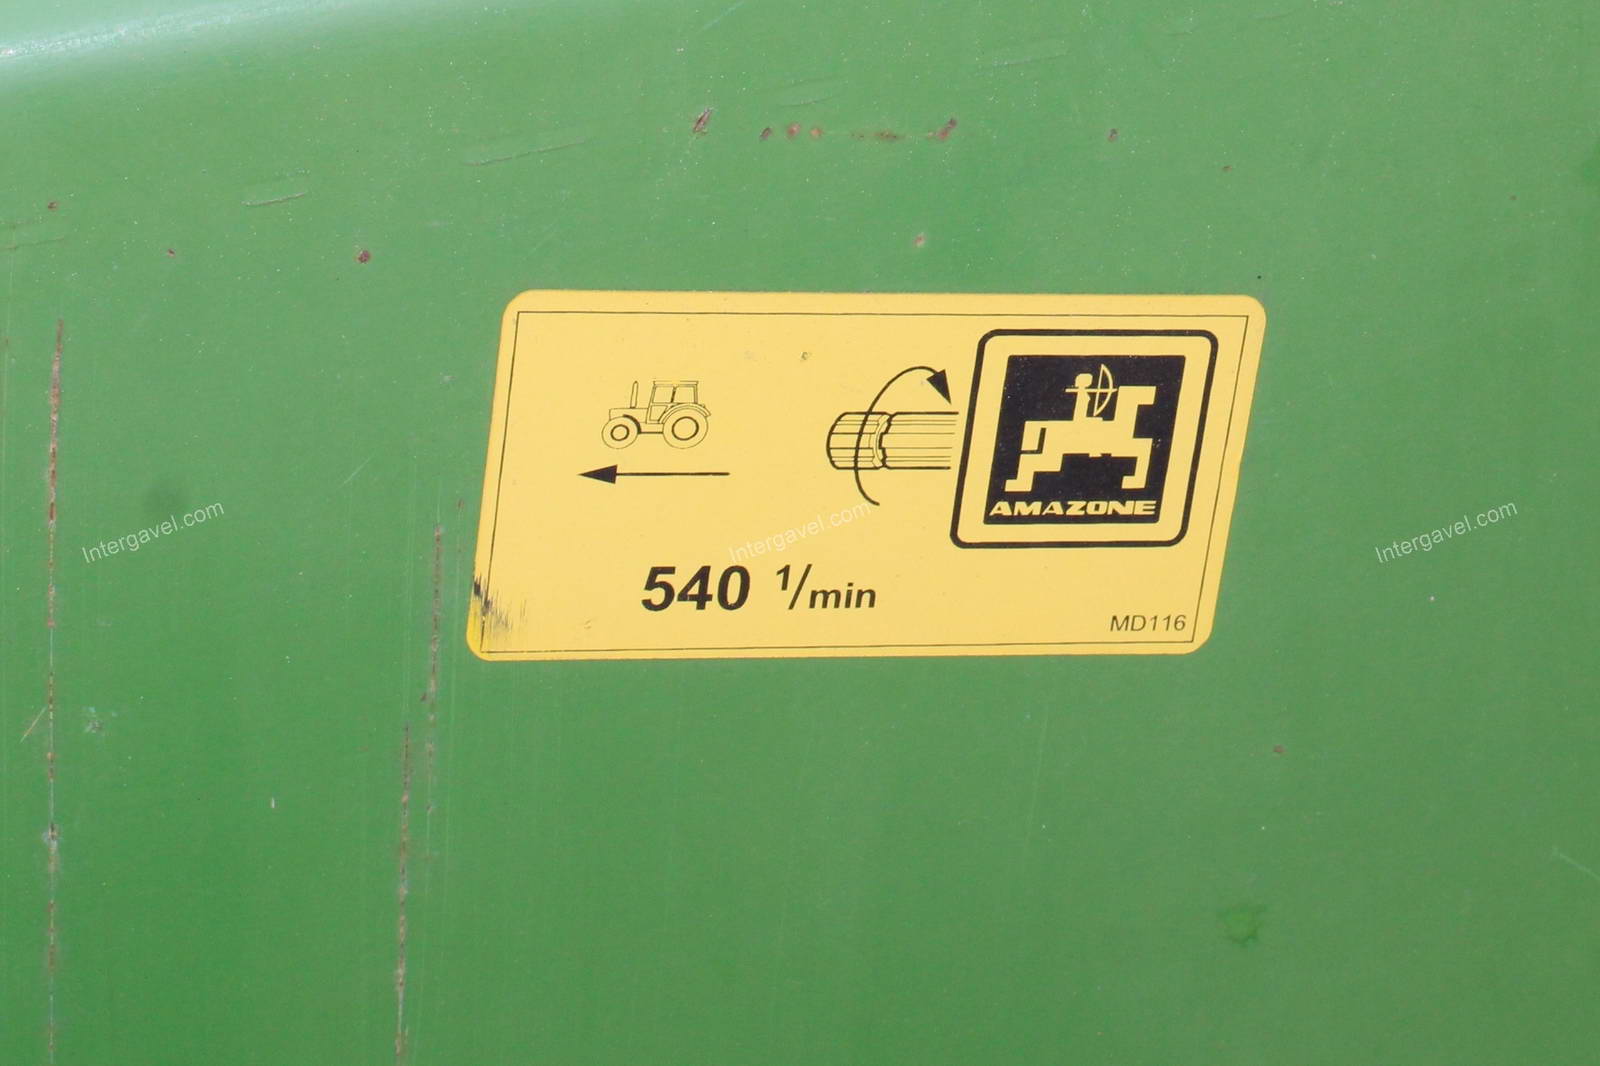 AMAZONE
540 1/min
MD116
Intergavel.com
Intergavel.com
Intergavel.com